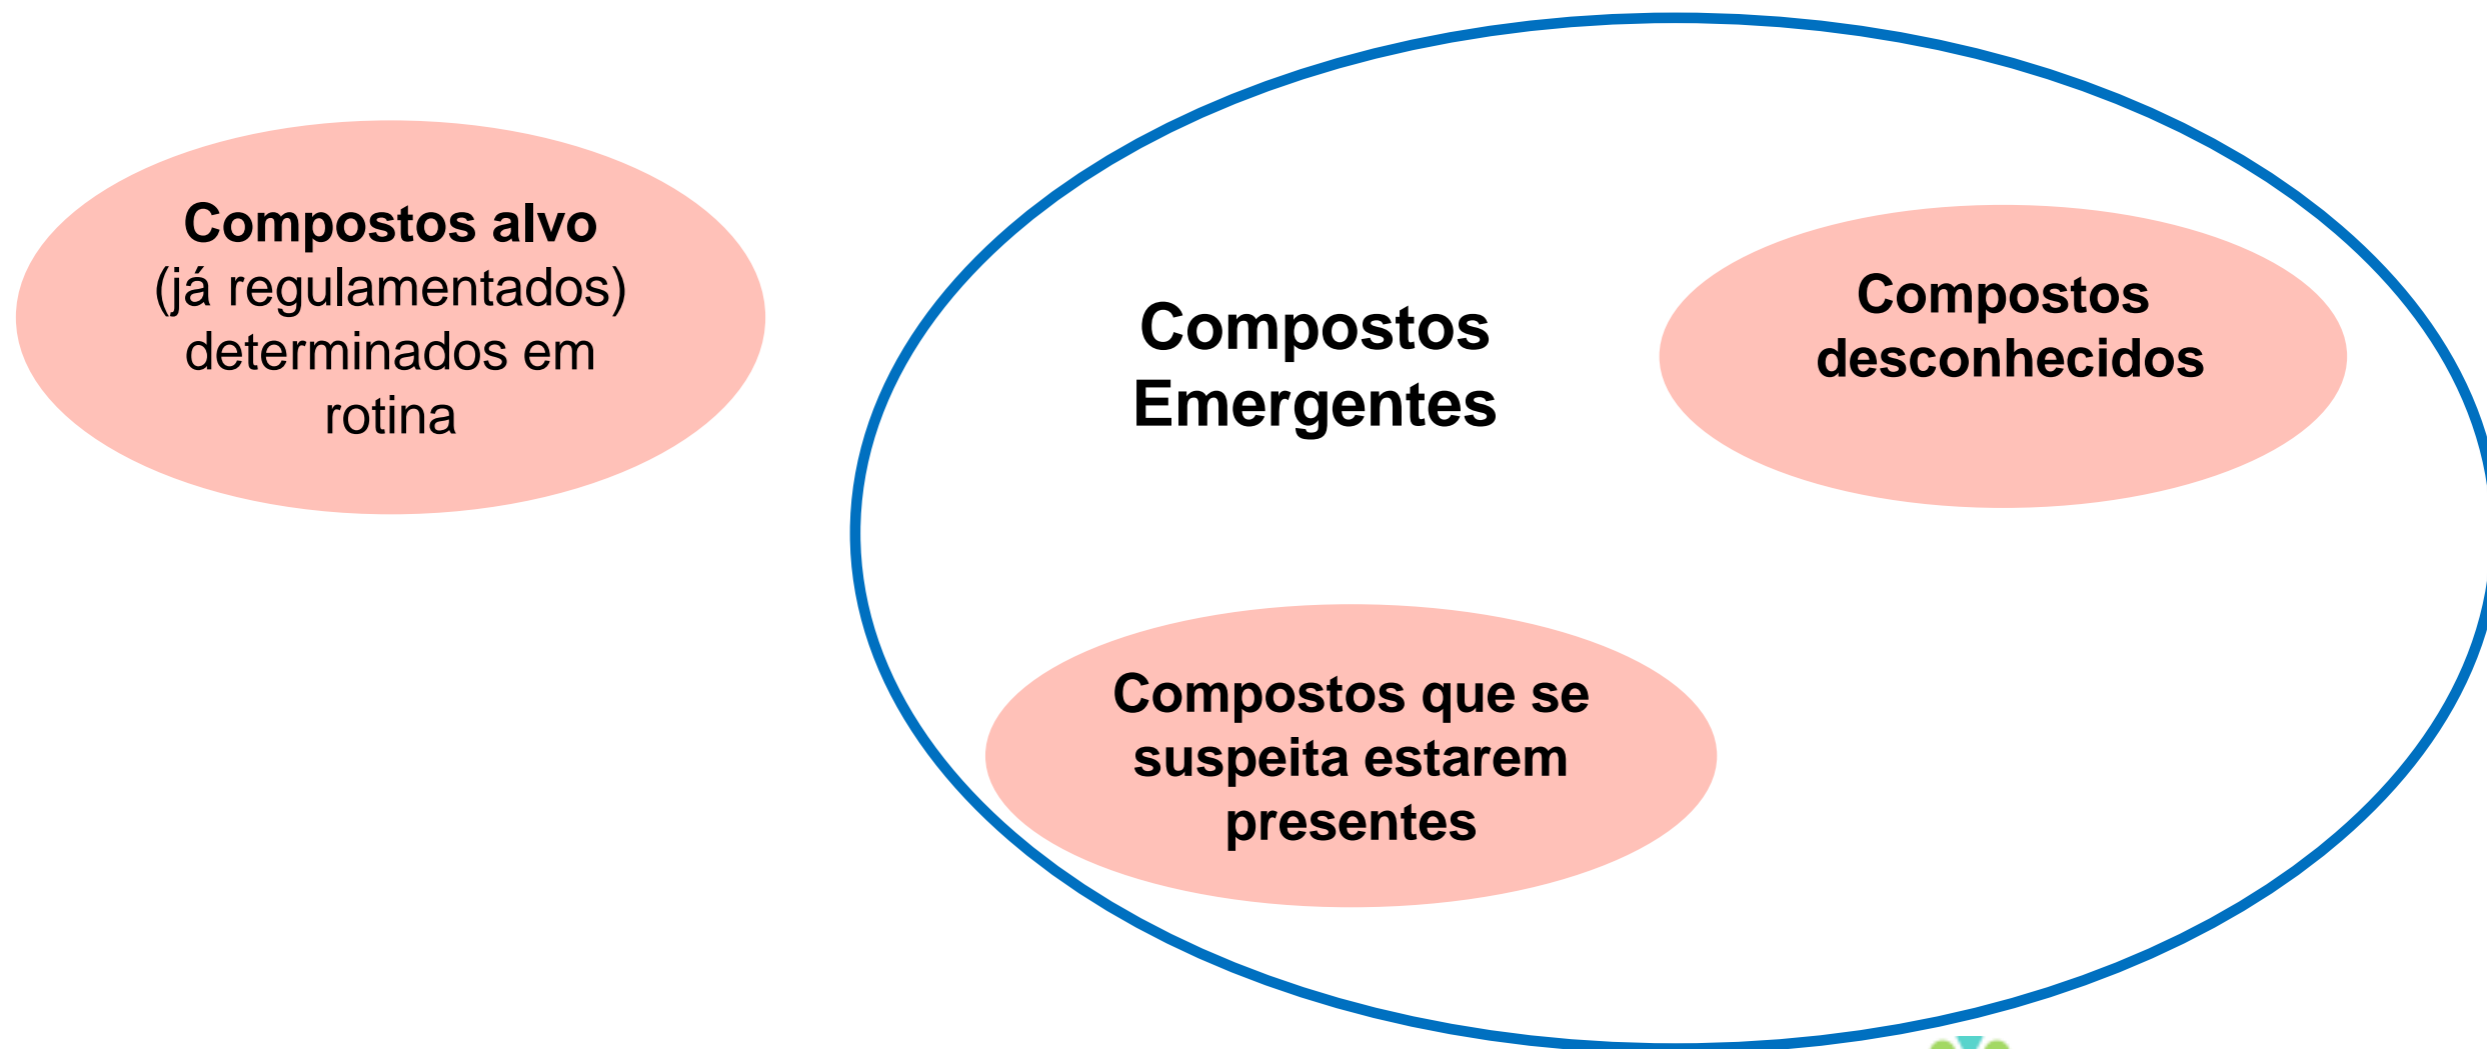 Compostos alvo
(já regulamentados)
determinados em
rotina
Compostos
Emergentes
Compostos
desconhecidos
Compostos que se
suspeita estarem
presentes